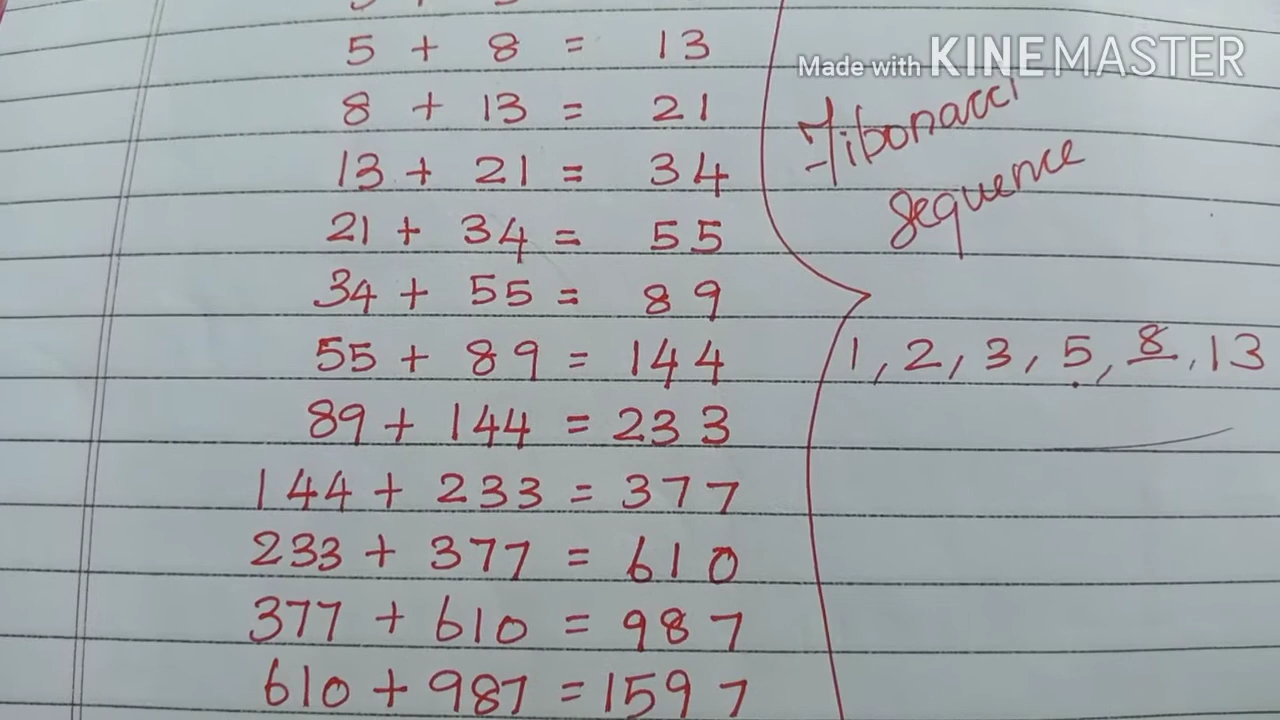 5 + 8 = 13
8 + 13 = 21
13 + 21 = 34
21 + 34 = 55
34 + 55 = 89
55 + 89 = 144
89 + 144 = 233
144 + 233 = 377
233 + 377 = 610
377 + 610 = 987
610 + 987 = 1597
Made with KINEMASTER
Fibonacci
sequence
1, 2, 3, 5, 8, 13